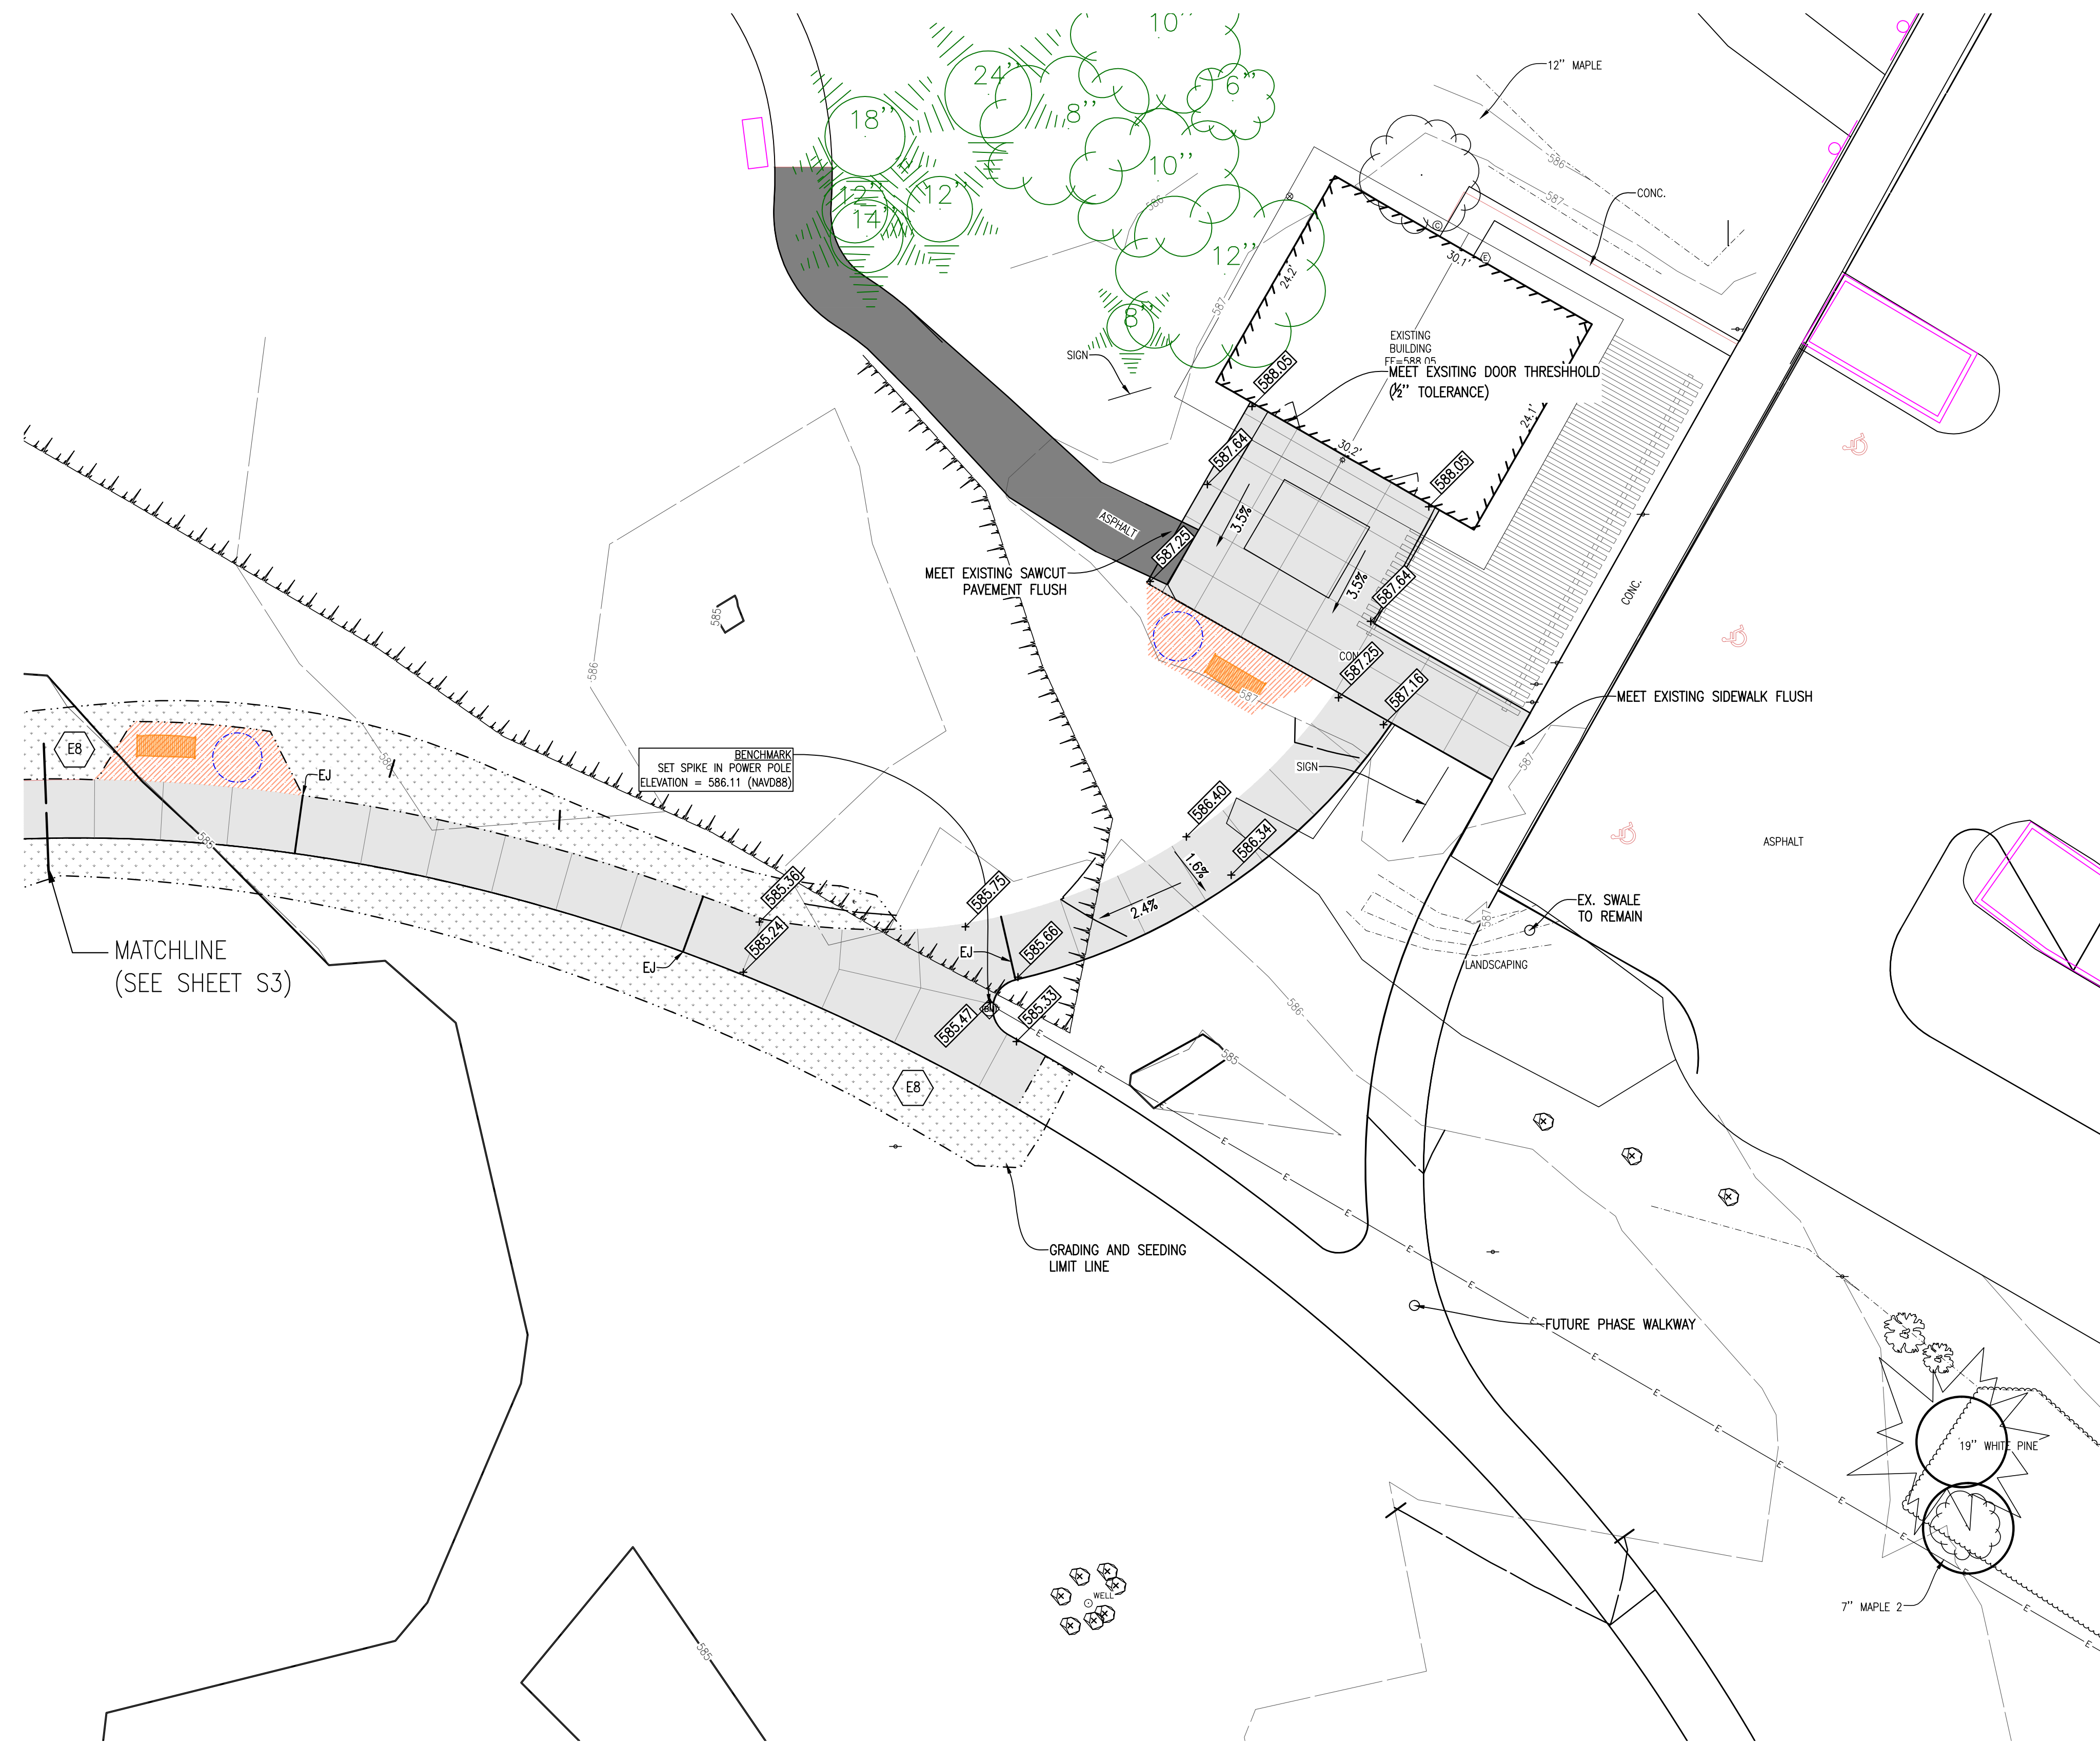 10''
24''
6''
18''
8''
12'' MAPLE
586
10''
CONC.
12''
12''
587
14''
586
12''
30.1'
E
C
24.2'
587
8''
EXISTING
BUILDING
FF=588.05
SIGN
MEET EXSITING DOOR THRESHHOLD
(½'' TOLERANCE)
588.05
24.1'
30.2'
587.64
588.05
3.5%
ASPHALT
587.25
3.5%
MEET EXISTING SAWCUT
PAVEMENT FLUSH
587.64
CONC.
585
586
587.25
587.16
587
MEET EXISTING SIDEWALK FLUSH
E8
BENCHMARK
SET SPIKE IN POWER POLE
ELEVATION = 586.11 (NAVD88)
EJ
586
SIGN
587
585
586.40
586.34
1.6%
2.4%
ASPHALT
585.36
585.75
EX. SWALE
TO REMAIN
587
585.24
585.66
EJ
EJ
LANDSCAPING
MATCHLINE
(SEE SHEET S3)
585.47
585.33
586
585
E8
E
E
E
E
E
E
E
E
GRADING AND SEEDING
LIMIT LINE
FUTURE PHASE WALKWAY
E
E
E
E
E
E
E
E
E
E
19'' WHITE PINE
7'' MAPLE 2
WELL
585